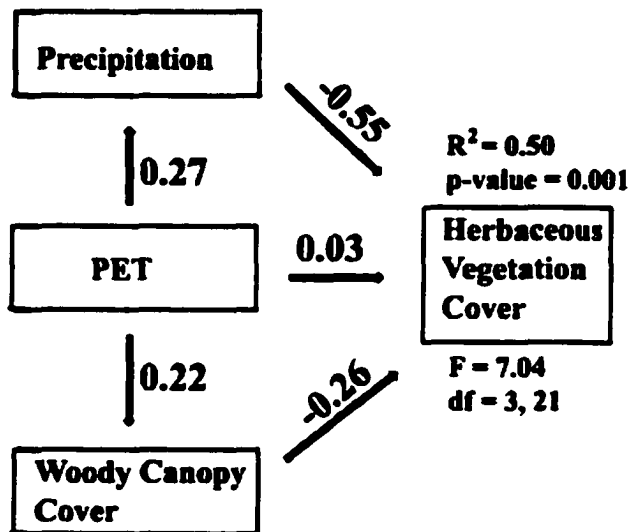 Precipitation
-0.55
R² = 0.50
p-value = 0.001
0.27
PET
0.03
Herbaceous
Vegetation
Cover
0.22
-0.26
F = 7.04
df = 3, 21
Woody Canopy
Cover